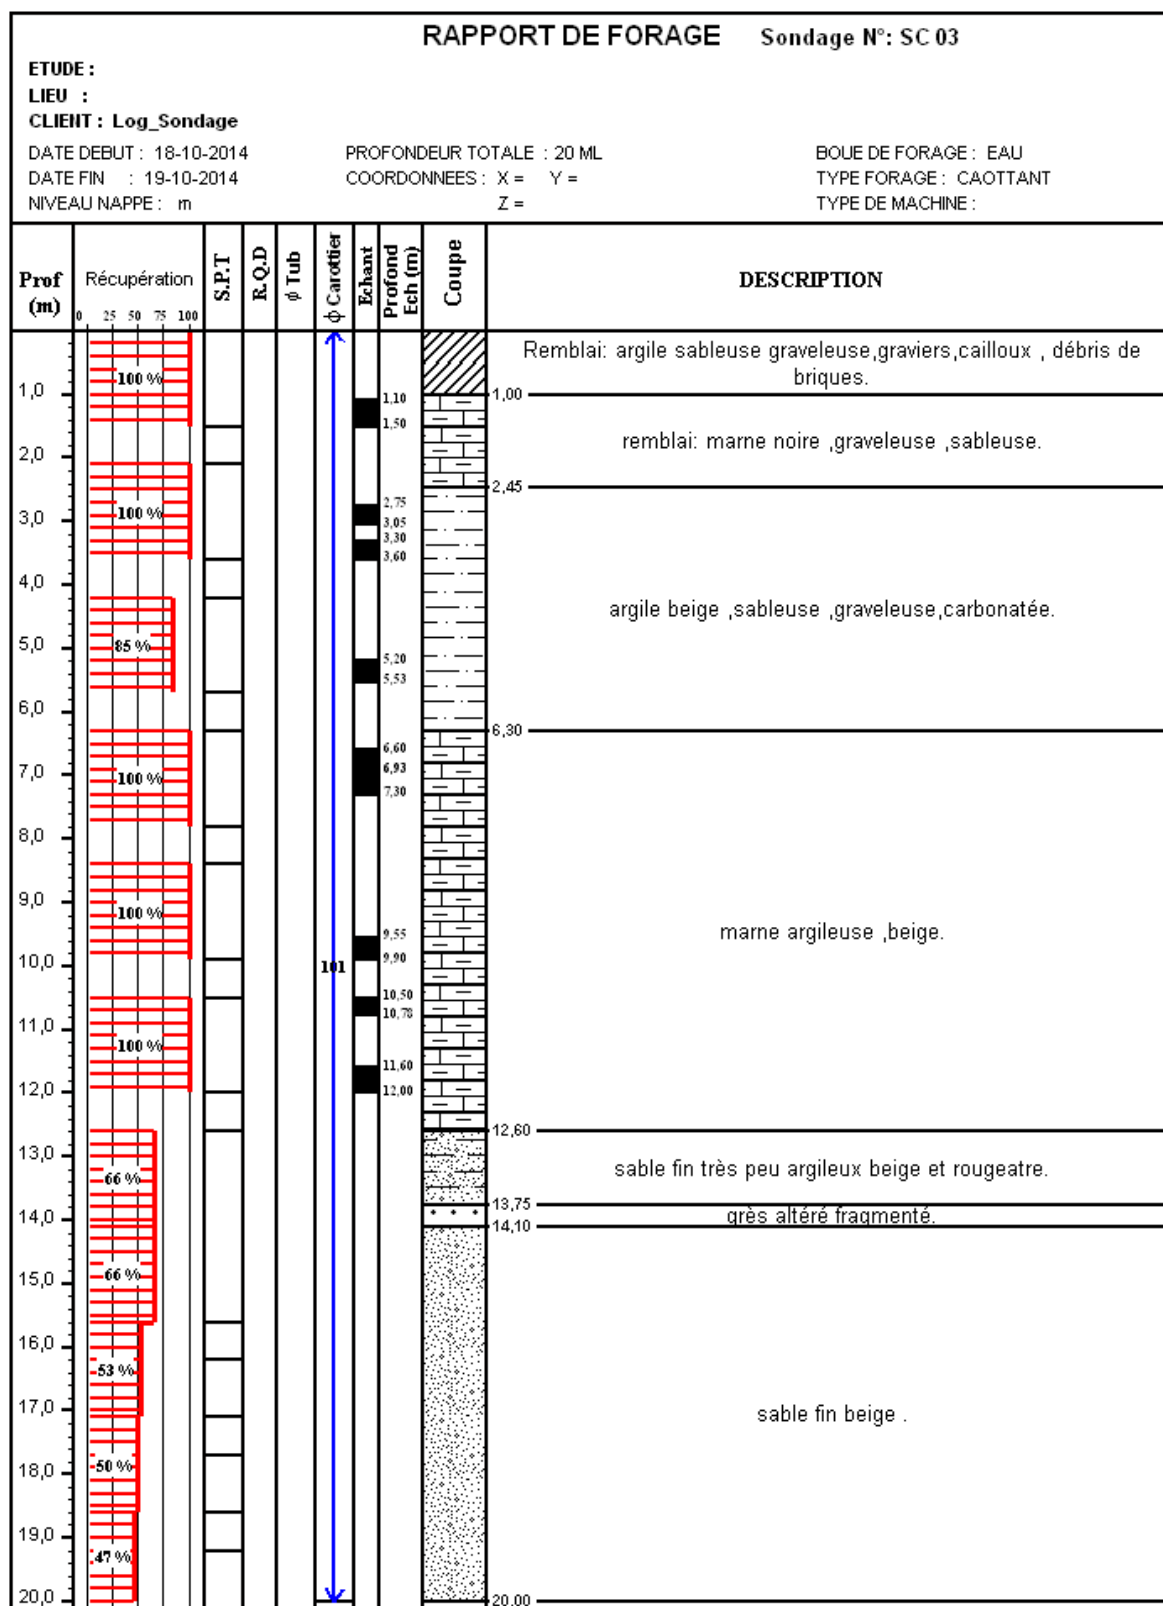 RAPPORT DE FORAGE Sondage N°: SC 03
ETUDE :
LIEU :
CLIENT : Log_Sondage
DATE DEBUT : 18-10-2014 PROFONDEUR TOTALE : 20 ML BOUE DE FORAGE : EAU
DATE FIN : 19-10-2014 COORDONNEES : X = Y = TYPE FORAGE : CAOTTANT
NIVEAU NAPPE : m Z = TYPE DE MACHINE :
Prof (m) Récupération S.P.T R.Q.D ϕ Tub ϕ Carottier Echant Profond Ech (m) Coupe DESCRIPTION
0 25 50 75 100
Remblai: argile sableuse graveleuse,graviers,cailloux , débris de
briques.
100 %
1,0 1,10 1,00
1,50
remblai: marne noire ,graveleuse ,sableuse.
2,0
2,45
2,75
3,0 100 % 3,05
3,30
3,60
4,0
argile beige ,sableuse ,graveleuse,carbonatée.
5,0 85 % 5,20
5,53
6,0
6,30
6,60
7,0 100 % 6,93
7,30
8,0
9,0 100 %
9,55 marne argileuse ,beige.
9,90
10,0 101
10,50
10,78
11,0 100 %
11,60
12,0 12,00
12,60
13,0 66 % sable fin très peu argileux beige et rougeatre.
13,75
14,0 grès altéré fragmenté.
14,10
15,0 66 %
16,0 53 %
17,0 sable fin beige .
18,0 50 %
19,0 47 %
20,0 20,00